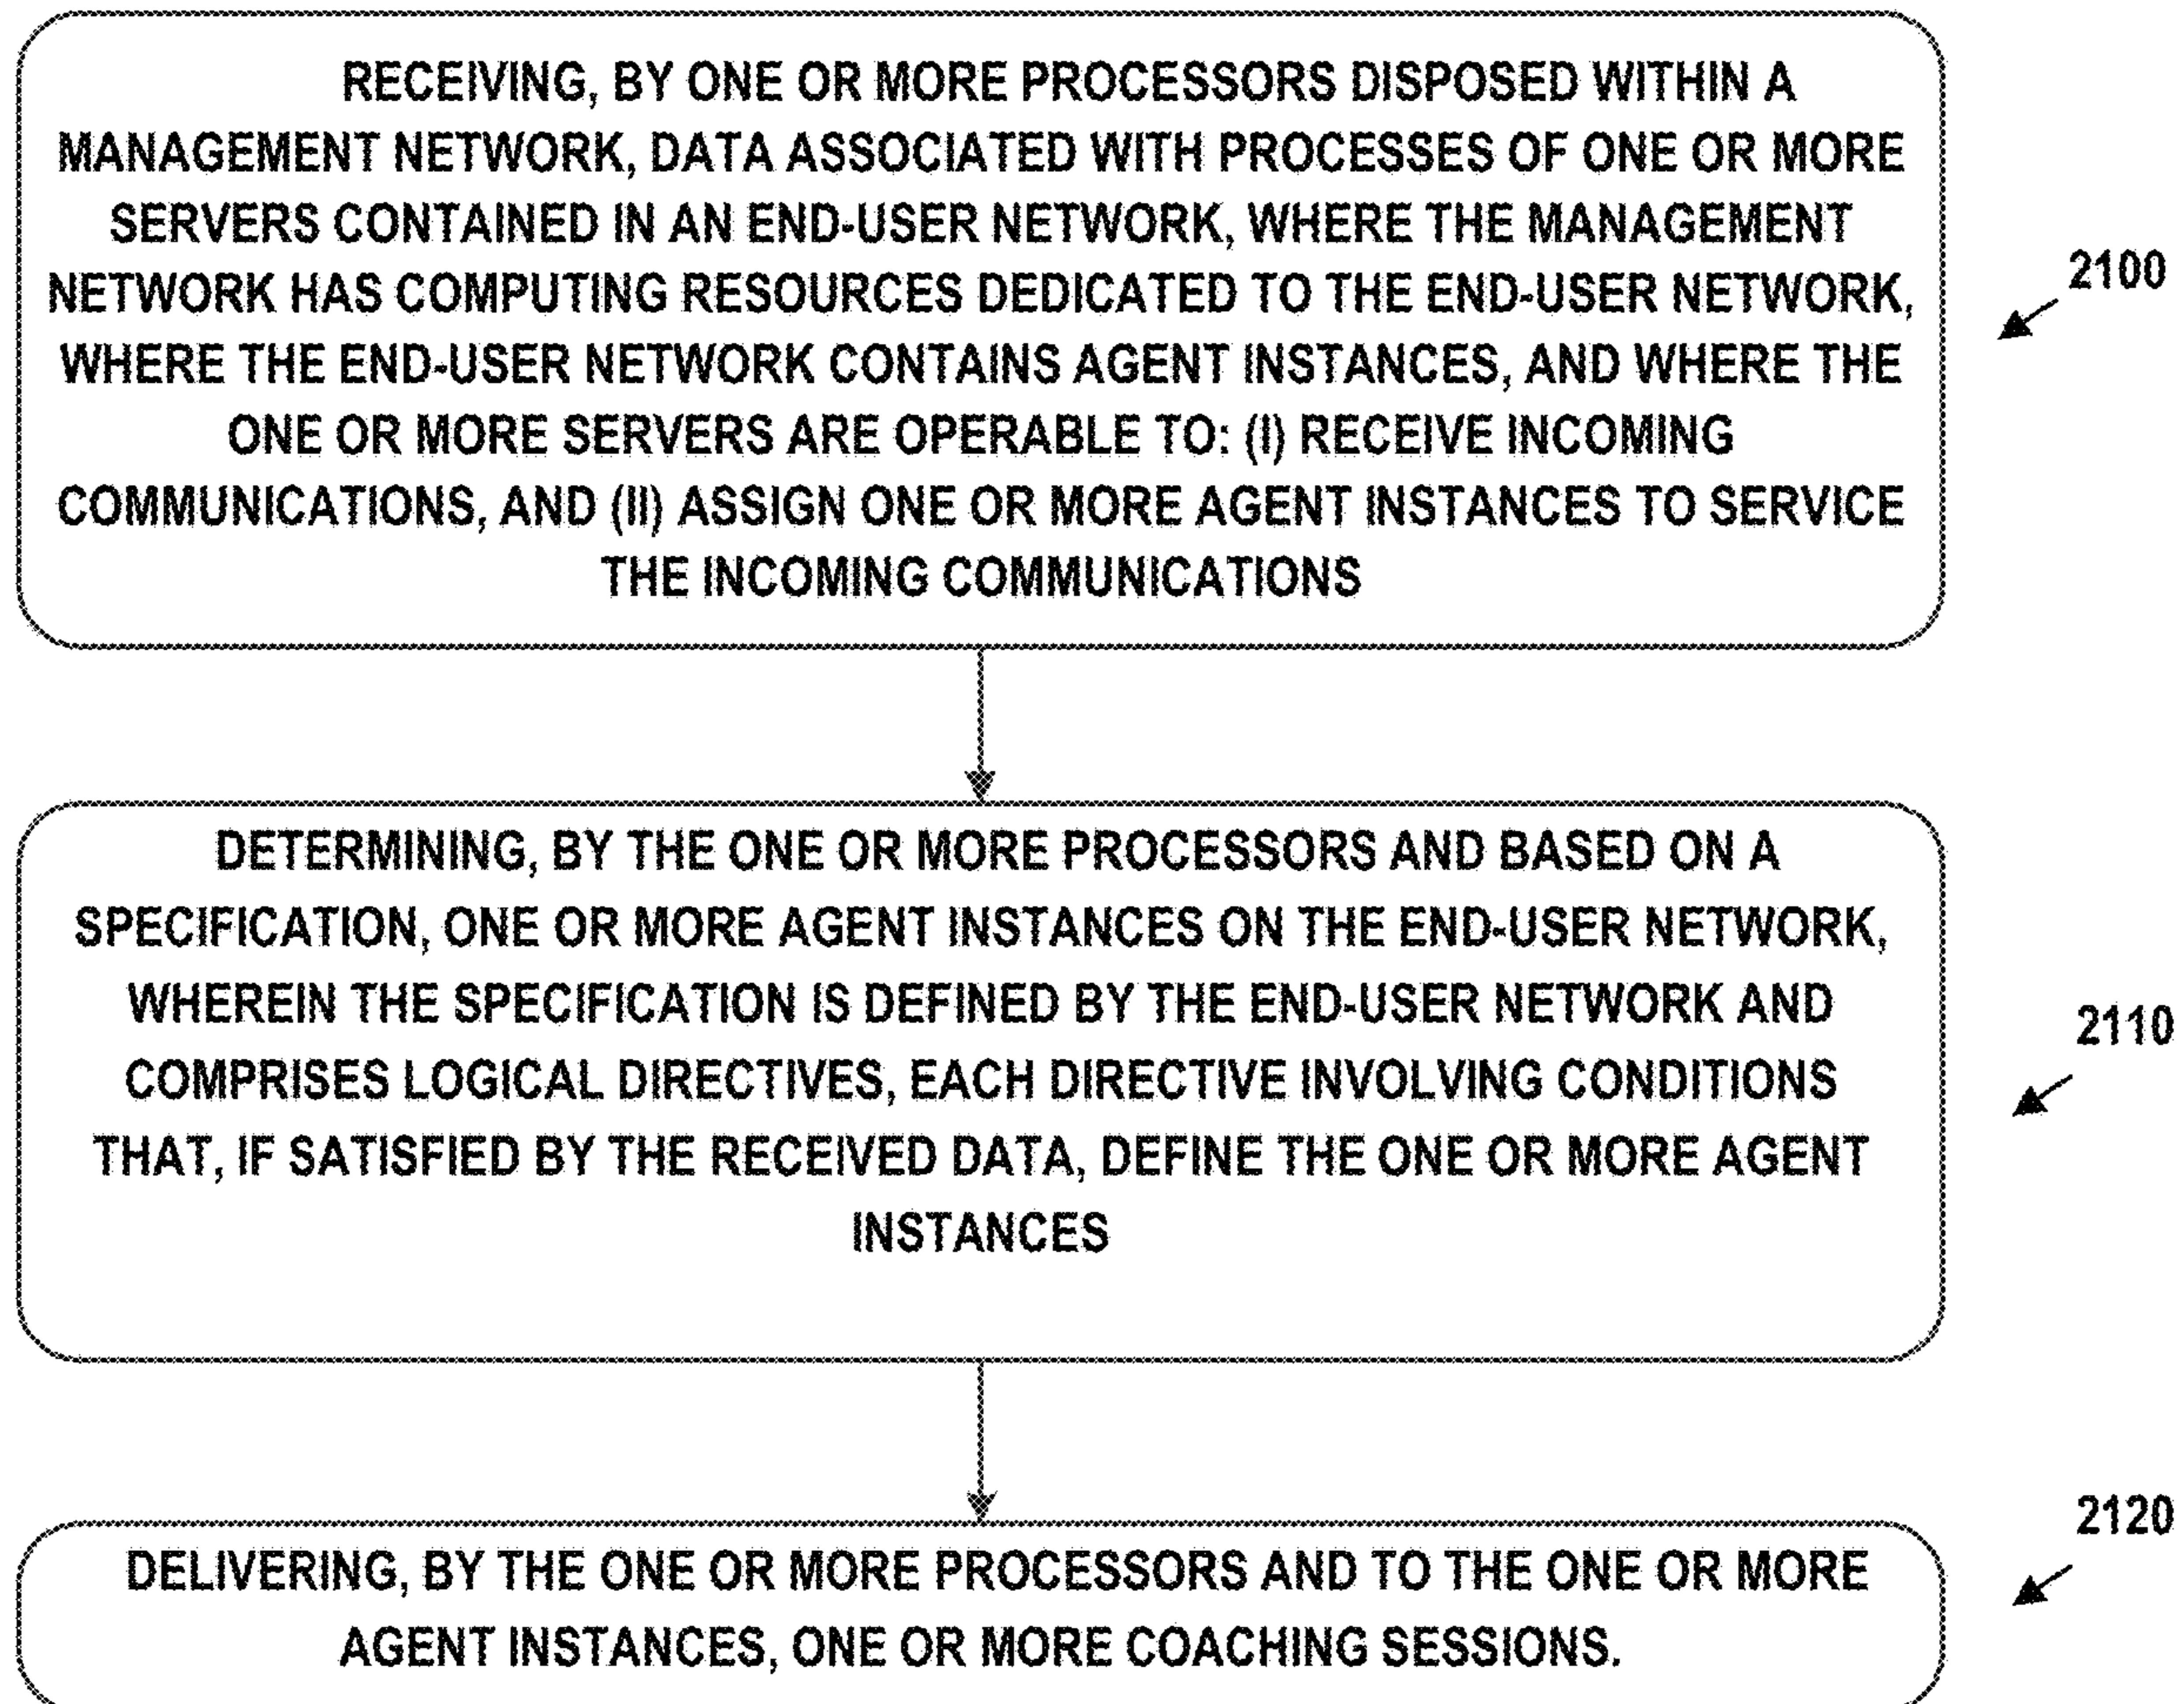 RECEIVING, BY ONE OR MORE PROCESSORS DISPOSED WITHIN A
MANAGEMENT NETWORK, DATA ASSOCIATED WITH PROCESSES OF ONE OR MORE
SERVERS CONTAINED IN AN END-USER NETWORK, WHERE THE MANAGEMENT
NETWORK HAS COMPUTING RESOURCES DEDICATED TO THE END-USER NETWORK,
WHERE THE END-USER NETWORK CONTAINS AGENT INSTANCES, AND WHERE THE
ONE OR MORE SERVERS ARE OPERABLE TO: (I) RECEIVE INCOMING
COMMUNICATIONS, AND (II) ASSIGN ONE OR MORE AGENT INSTANCES TO SERVICE
THE INCOMING COMMUNICATIONS
2100
DETERMINING, BY THE ONE OR MORE PROCESSORS AND BASED ON A
SPECIFICATION, ONE OR MORE AGENT INSTANCES ON THE END-USER NETWORK,
WHEREIN THE SPECIFICATION IS DEFINED BY THE END-USER NETWORK AND
COMPRISES LOGICAL DIRECTIVES, EACH DIRECTIVE INVOLVING CONDITIONS
THAT, IF SATISFIED BY THE RECEIVED DATA, DEFINE THE ONE OR MORE AGENT
INSTANCES
2110
DELIVERING, BY THE ONE OR MORE PROCESSORS AND TO THE ONE OR MORE
AGENT INSTANCES, ONE OR MORE COACHING SESSIONS.
2120